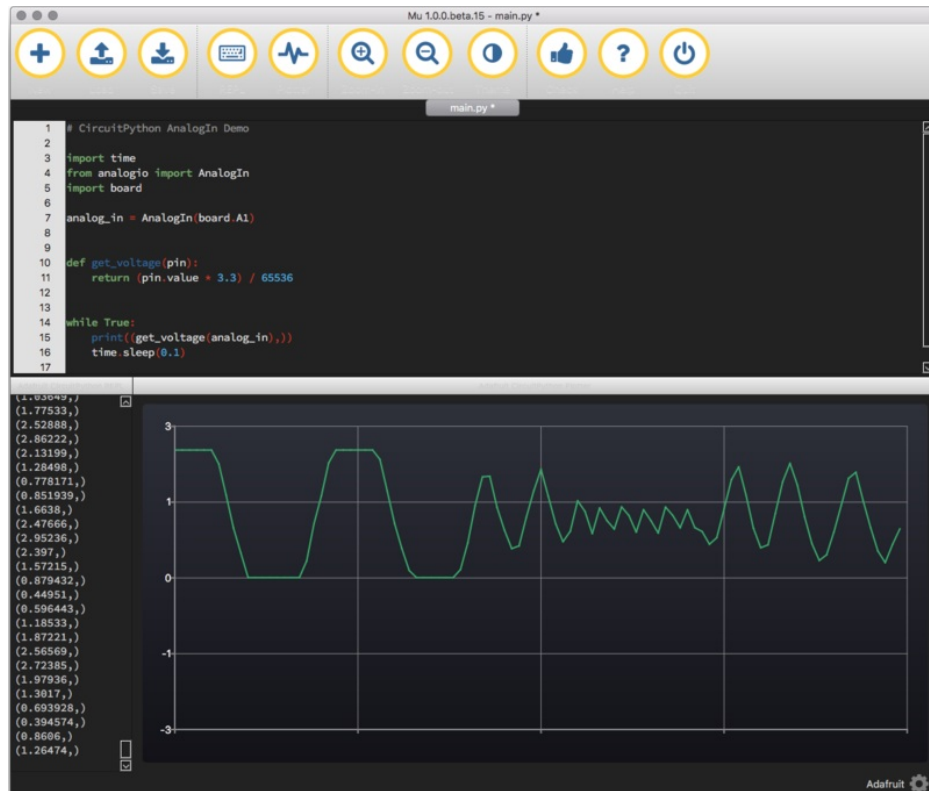 Mu 1.0.0.beta.15 - main.py *
main.py *
1 # CircuitPython AnalogIn Demo
2
3 import time
4 from analogio import AnalogIn
5 import board
6
7 analog_in = AnalogIn(board.A1)
8
9
10 def get_voltage(pin):
11     return (pin.value * 3.3) / 65536
12
13
14 while True:
15     print((get_voltage(analog_in),))
16     time.sleep(0.1)
17
(1.03649,)
(1.77533,)
(2.52888,)
(2.86222,)
(2.13199,)
(1.28498,)
(0.778171,)
(0.851939,)
(1.6638,)
(2.47666,)
(2.95236,)
(2.397,)
(1.57215,)
(0.879432,)
(0.44951,)
(0.596443,)
(1.18533,)
(1.87221,)
(2.56569,)
(2.72385,)
(1.97936,)
(1.3017,)
(0.693928,)
(0.394574,)
(0.8606,)
(1.26474,)
3
1
0
-1
-3
Adafruit